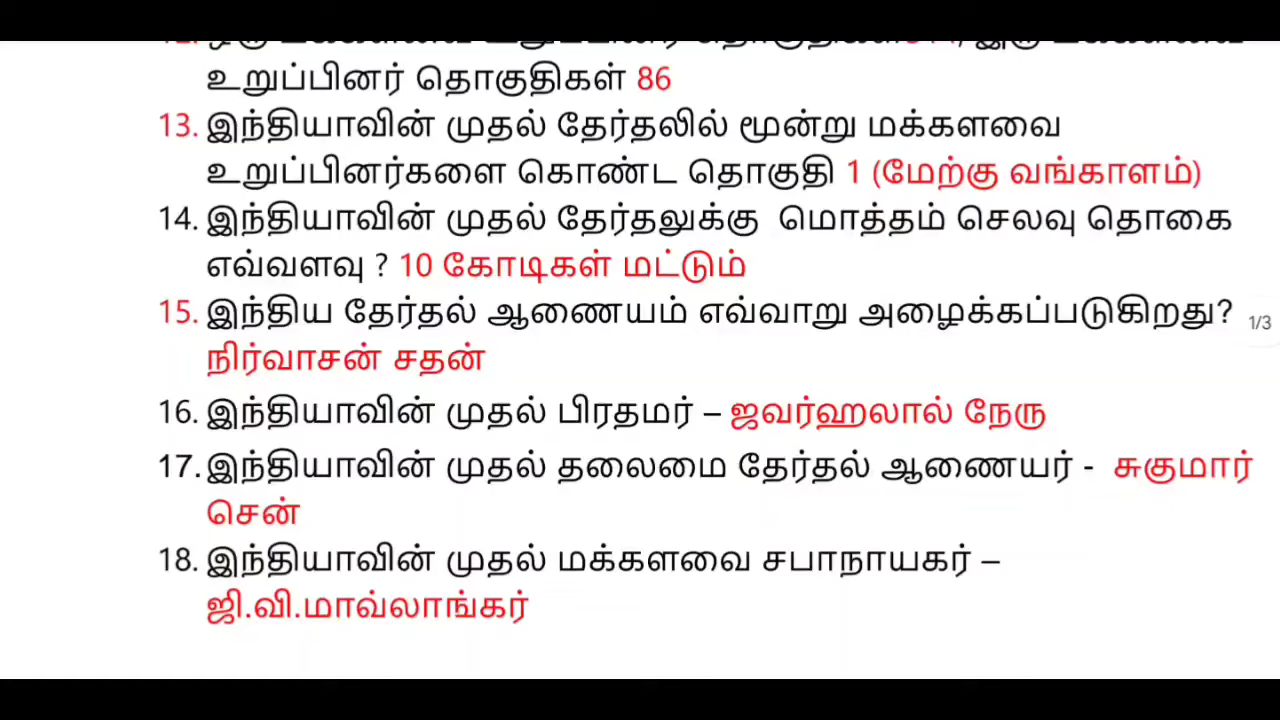 உறுப்பினர் தொகுதிகள் 86
13. இந்தியாவின் முதல் தேர்தலில் மூன்று மக்களவை
உறுப்பினர்களை கொண்ட தொகுதி 1 (மேற்கு வங்காளம்)
14. இந்தியாவின் முதல் தேர்தலுக்கு மொத்தம் செலவு தொகை
எவ்வளவு ? 10 கோடிகள் மட்டும்
15. இந்திய தேர்தல் ஆணையம் எவ்வாறு அழைக்கப்படுகிறது?
1/3
நிர்வாசன் சதன்
16. இந்தியாவின் முதல் பிரதமர் – ஜவர்ஹலால் நேரு
17. இந்தியாவின் முதல் தலைமை தேர்தல் ஆணையர் - சுகுமார்
சென்
18. இந்தியாவின் முதல் மக்களவை சபாநாயகர் –
ஜி.வி.மாவ்லாங்கர்